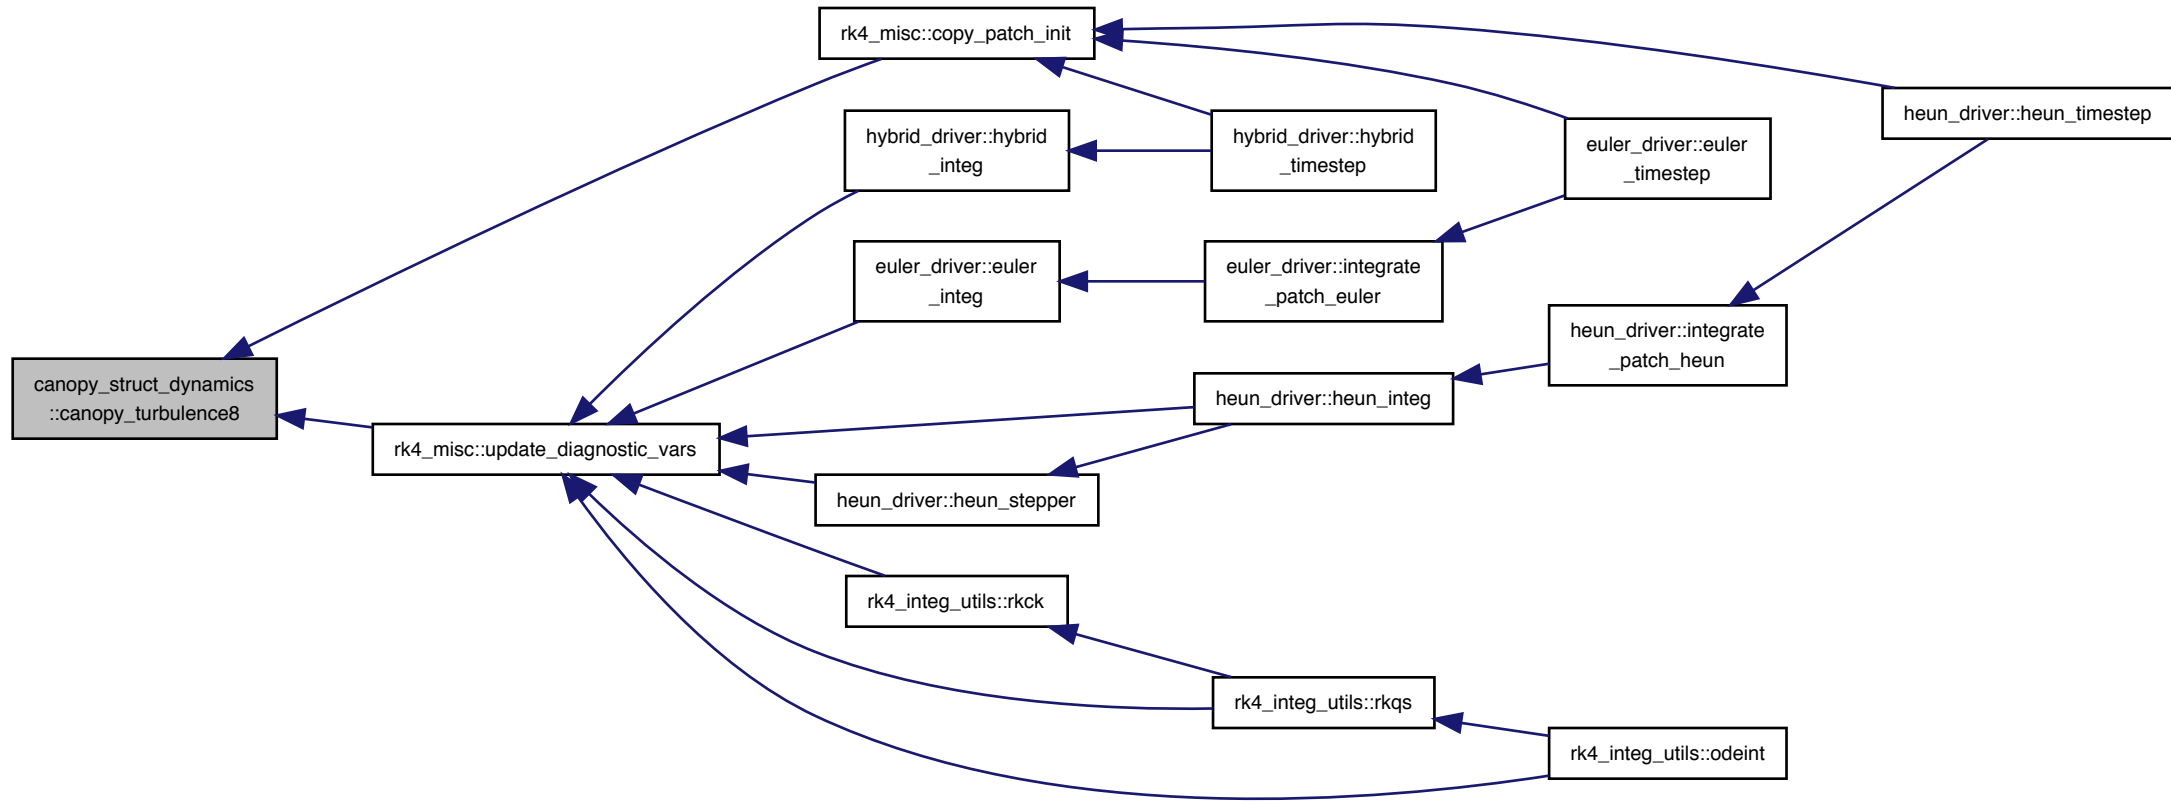 rk4_misc::copy_patch_init
heun_driver::heun_timestep
hybrid_driver::hybrid
_integ
hybrid_driver::hybrid
_timestep
euler_driver::euler
_timestep
euler_driver::euler
_integ
euler_driver::integrate
_patch_euler
heun_driver::integrate
_patch_heun
canopy_struct_dynamics
::canopy_turbulence8
heun_driver::heun_integ
rk4_misc::update_diagnostic_vars
heun_driver::heun_stepper
rk4_integ_utils::rkck
rk4_integ_utils::rkqs
rk4_integ_utils::odeint